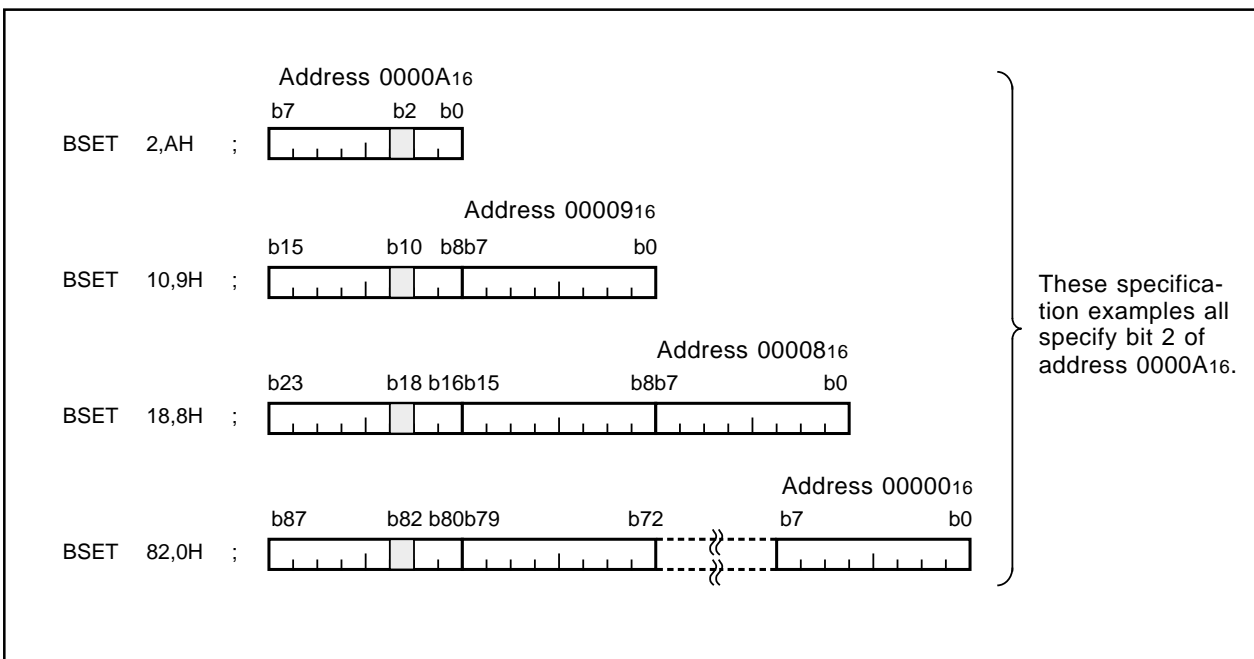 Address 0000A16
b7 b2 b0
BSET 2,AH ;
Address 0000916
b15 b10 b8b7 b0
BSET 10,9H ;
Address 0000816
b23 b18 b16b15 b8b7 b0
BSET 18,8H ;
Address 0000016
b87 b82 b80b79 b72 b7 b0
BSET 82,0H ;
These specifica-
tion examples all
specify bit 2 of
address 0000A16.